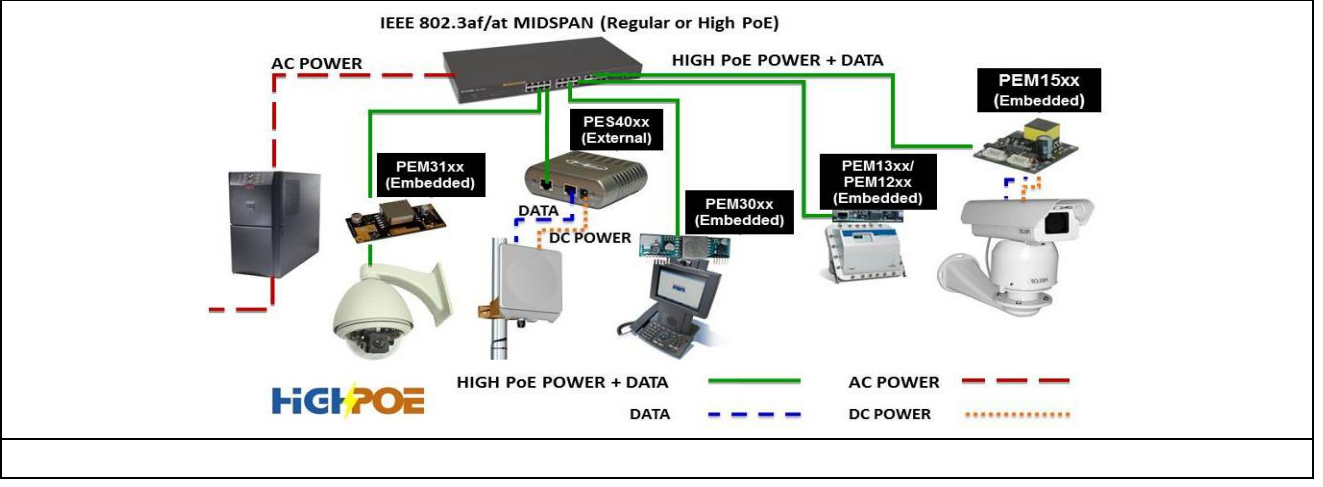 IEEE 802.3af/at MIDSPAN (Regular or High PoE)
AC POWER
HIGH PoE POWER + DATA
PEM15xx
(Embedded)
PES40xx
(External)
PEM31xx
(Embedded)
PEM13xx/
PEM12xx
(Embedded)
DATA
PEM30xx
(Embedded)
DC POWER
HIGH PoE POWER + DATA
AC POWER
HIGHPOE
DATA
DC POWER